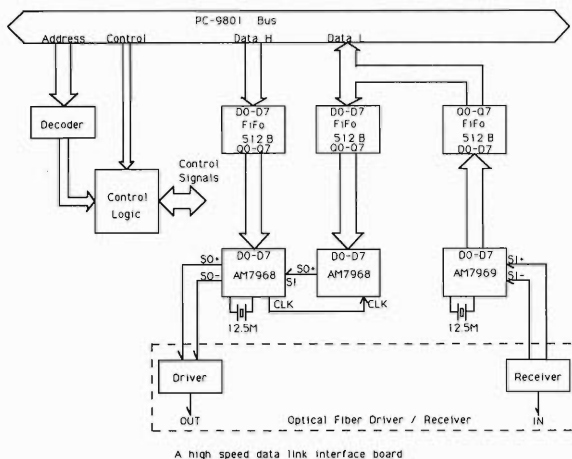 PC-9801 Bus
Address Control Data H Data L
Decoder
Control
Logic
Control
Signals
D0-D7
FiFo
512 B
Q0-Q7
D0-D7
FiFo
512 B
Q0-Q7
Q0-Q7
FiFo
512 B
D0-D7
SO+
SO-
D0-D7
AM7968
SO+
SI
D0-D7
AM7968
CLK
CLK
12.5M
D0-D7
AM7969
SI+
SI-
12.5M
Driver
OUT
Receiver
IN
Optical Fiber Driver / Receiver
A high speed data link interface board